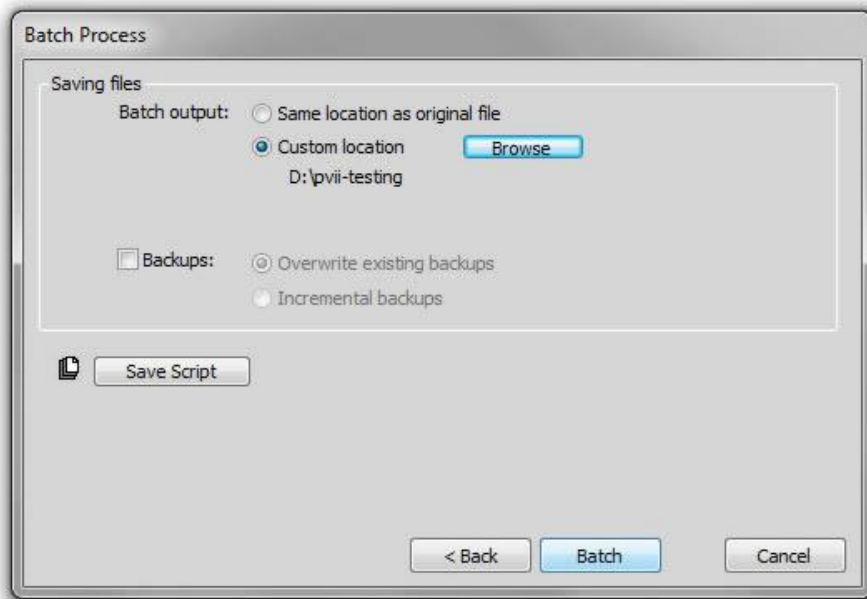 Batch Process
Saving files
Batch output: Same location as original file
Custom location Browse
D:\pvii-testing
Backups: Overwrite existing backups
Incremental backups
Save Script
< Back Batch Cancel